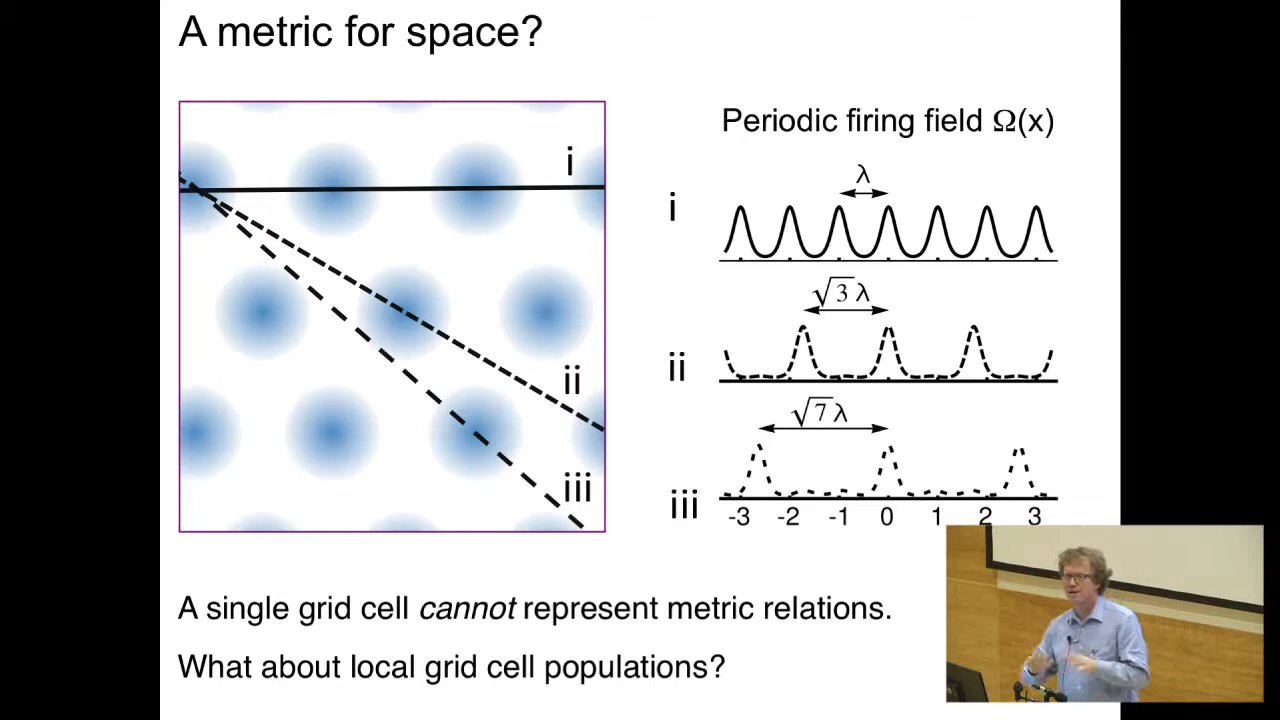 A metric for space?
i
ii
iii
Periodic firing field Ω(x)
i
λ
ii
√3 λ
iii
√7 λ
-3 -2 -1 0 1 2 3
A single grid cell cannot represent metric relations.
What about local grid cell populations?